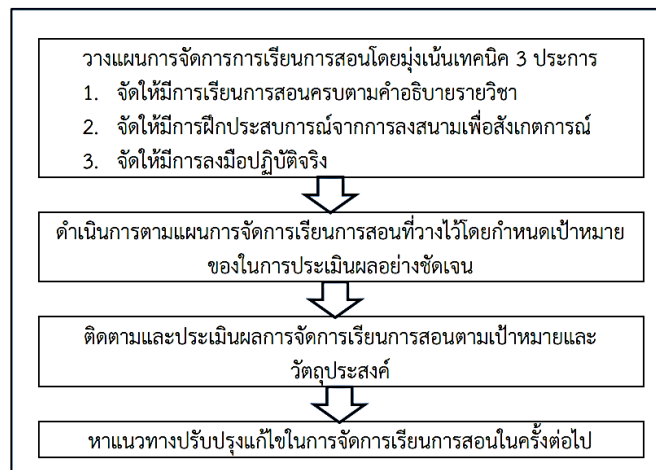 วางแผนการจัดการการเรียนการสอนโดยมุ่งเน้นเทคนิค 3 ประการ
1. จัดให้มีการเรียนการสอนครบตามคำอธิบายรายวิชา
2. จัดให้มีการฝึกประสบการณ์จากการลงสนามเพื่อสังเกตการณ์
3. จัดให้มีการลงมือปฏิบัติจริง
ดำเนินการตามแผนการจัดการเรียนการสอนที่วางไว้โดยกำหนดเป้าหมาย
ของในการประเมินผลอย่างชัดเจน
ติดตามและประเมินผลการจัดการเรียนการสอนตามเป้าหมายและ
วัตถุประสงค์
หาแนวทางปรับปรุงแก้ไขในการจัดการเรียนการสอนในครั้งต่อไป